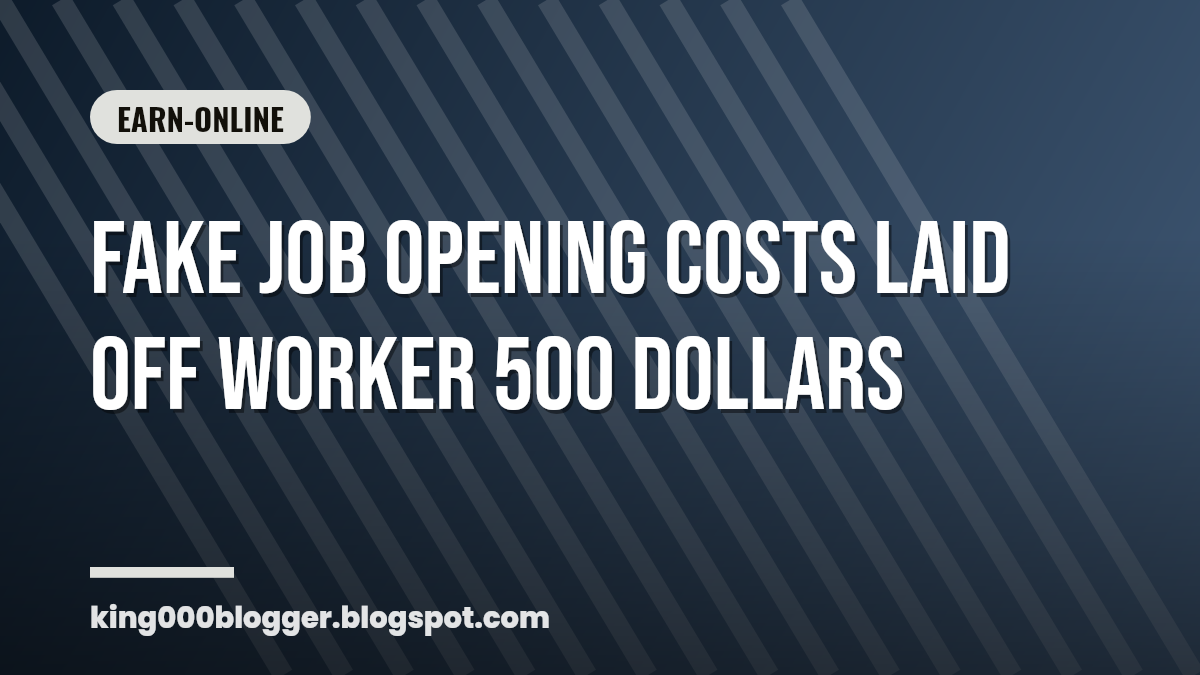 EARN-ONLINE
FAKE JOB OPENING COSTS LAID
OFF WORKER 500 DOLLARS
king000blogger.blogspot.com